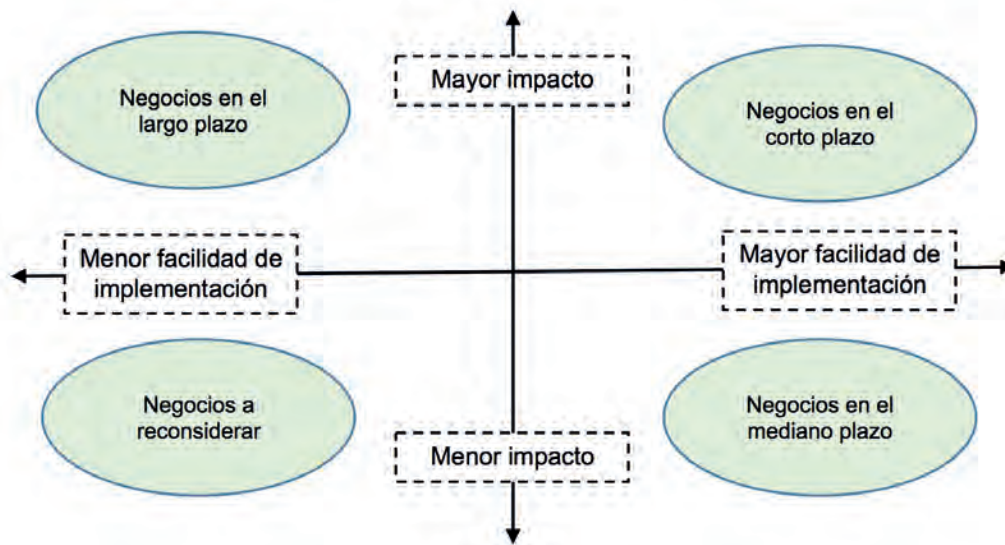 Mayor impacto
Negocios en el
largo plazo
Negocios en el
corto plazo
Menor facilidad de
implementación
Mayor facilidad de
implementación
Negocios a
reconsiderar
Negocios en el
mediano plazo
Menor impacto